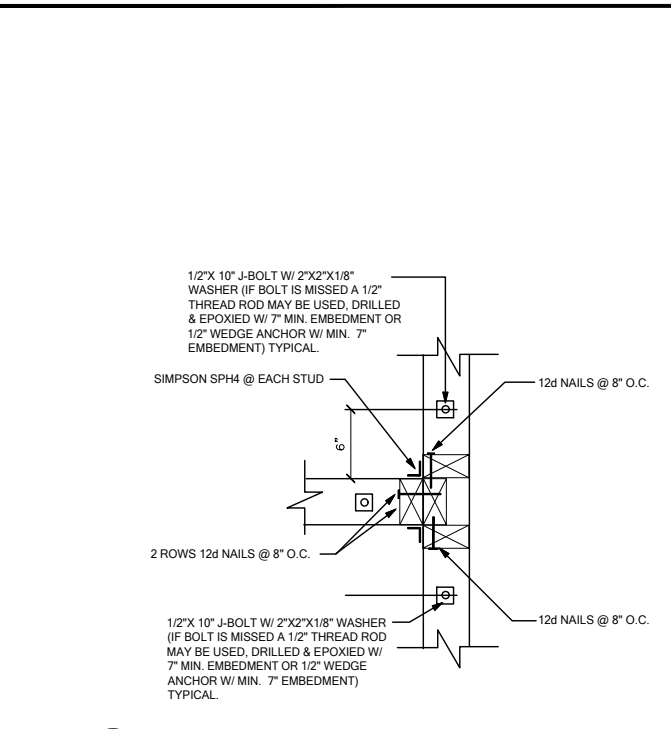 1/2"X 10" J-BOLT W/ 2"X2"X1/8"
WASHER (IF BOLT IS MISSED A 1/2"
THREAD ROD MAY BE USED, DRILLED
& EPOXIED W/ 7" MIN. EMBEDMENT OR
1/2" WEDGE ANCHOR W/ MIN. 7"
EMBEDMENT) TYPICAL.
SIMPSON SPH4 @ EACH STUD
12d NAILS @ 8" O.C.
6"
2 ROWS 12d NAILS @ 8" O.C.
12d NAILS @ 8" O.C.
1/2"X 10" J-BOLT W/ 2"X2"X1/8" WASHER
(IF BOLT IS MISSED A 1/2" THREAD ROD
MAY BE USED, DRILLED & EPOXIED W/
7" MIN. EMBEDMENT OR 1/2" WEDGE
ANCHOR W/ MIN. 7" EMBEDMENT)
TYPICAL.